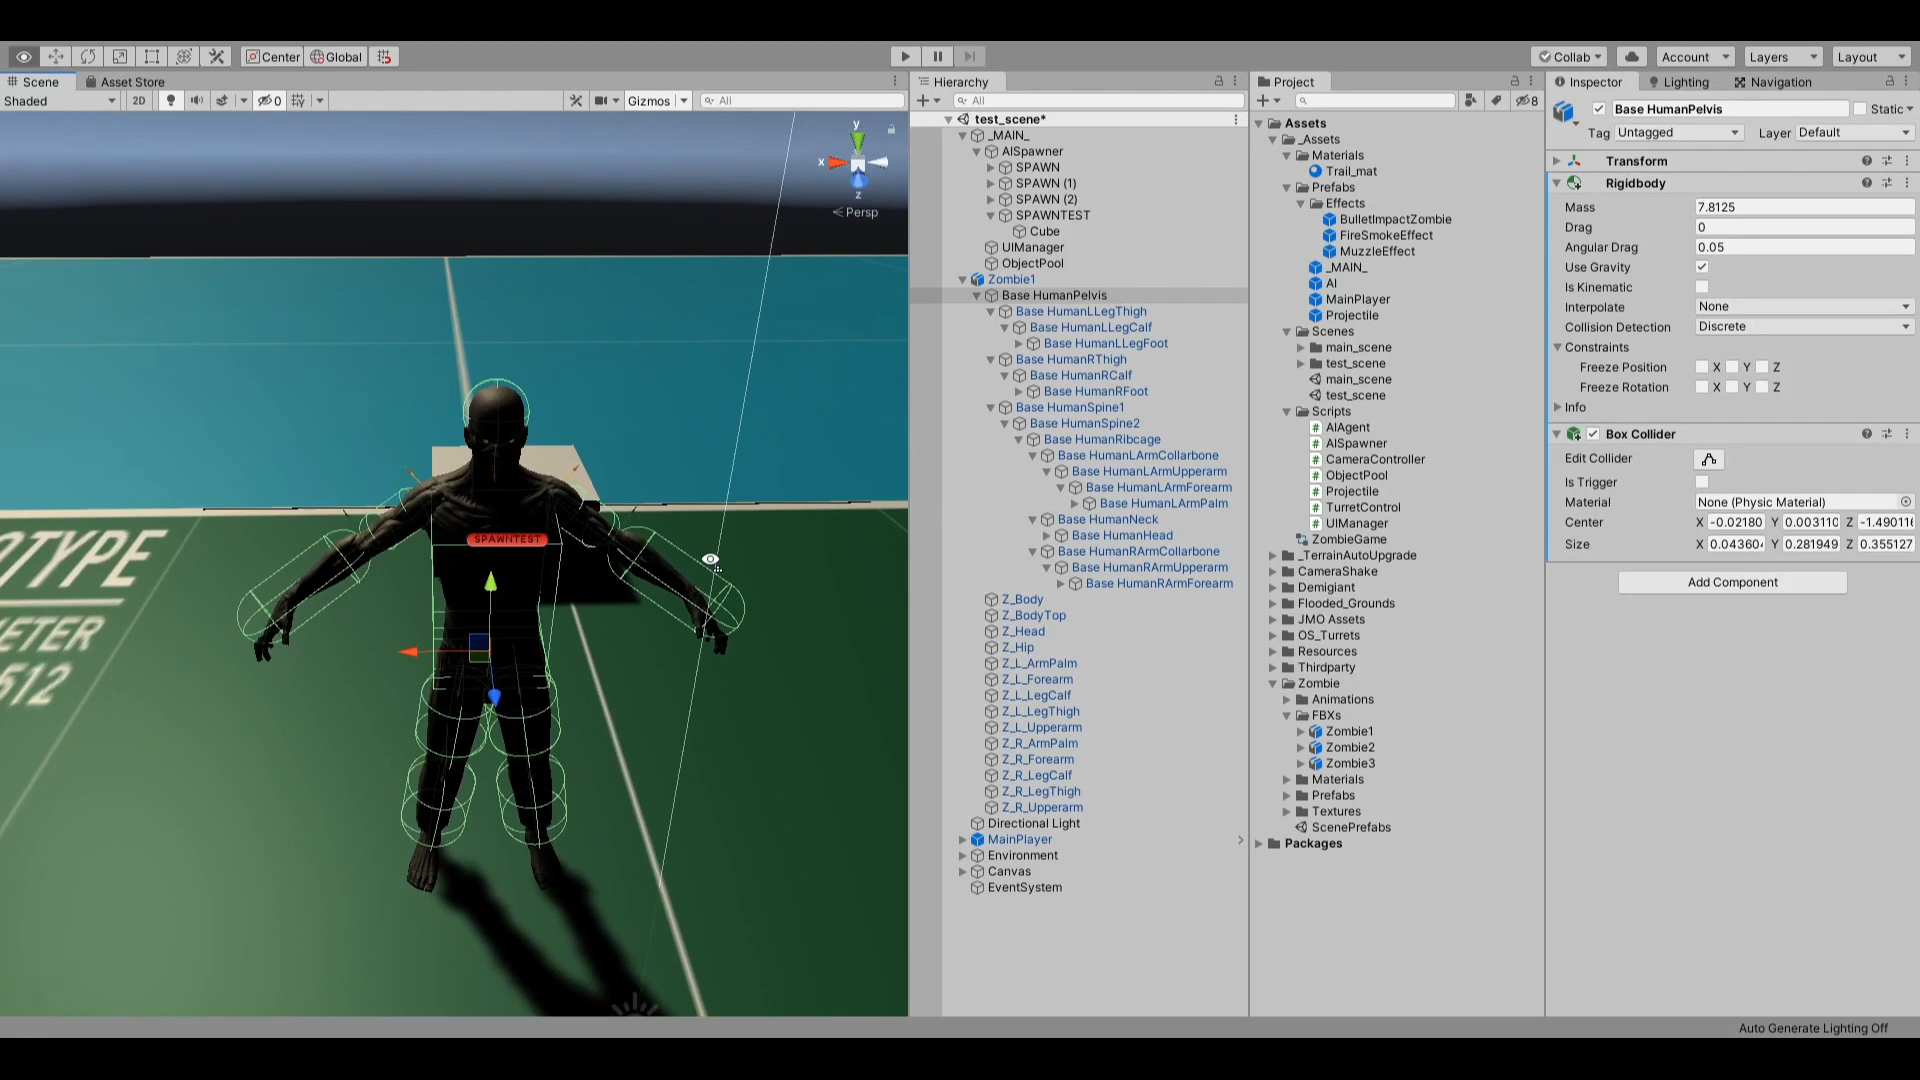 Center
Global
Collab
Account
Layers
Layout
Scene
Asset Store
Shaded
2D
0
Gizmos
All
y
x
z
Persp
OTYPE
METER
512
SPAWNTEST
Hierarchy
All
test_scene*
_MAIN_
AISpawner
SPAWN
SPAWN (1)
SPAWN (2)
SPAWNTEST
Cube
UIManager
ObjectPool
Zombie1
Base HumanPelvis
Base HumanLLegThigh
Base HumanLLegCalf
Base HumanLLegFoot
Base HumanRThigh
Base HumanRCalf
Base HumanRFoot
Base HumanSpine1
Base HumanSpine2
Base HumanRibcage
Base HumanLArmCollarbone
Base HumanLArmUpperarm
Base HumanLArmForearm
Base HumanLArmPalm
Base HumanNeck
Base HumanHead
Base HumanRArmCollarbone
Base HumanRArmUpperarm
Base HumanRArmForearm
Z_Body
Z_BodyTop
Z_Head
Z_Hip
Z_L_ArmPalm
Z_L_Forearm
Z_L_LegCalf
Z_L_LegThigh
Z_L_Upperarm
Z_R_ArmPalm
Z_R_Forearm
Z_R_LegCalf
Z_R_LegThigh
Z_R_Upperarm
Directional Light
MainPlayer
Environment
Canvas
EventSystem
Project
8
Assets
_Assets
Materials
Trail_mat
Prefabs
Effects
BulletImpactZombie
FireSmokeEffect
MuzzleEffect
_MAIN_
AI
MainPlayer
Projectile
Scenes
main_scene
test_scene
main_scene
test_scene
Scripts
AIAgent
AISpawner
CameraController
ObjectPool
Projectile
TurretControl
UIManager
ZombieGame
_TerrainAutoUpgrade
CameraShake
Demigiant
Flooded_Grounds
JMO Assets
OS_Turrets
Resources
Thirdparty
Zombie
Animations
FBXs
Zombie1
Zombie2
Zombie3
Materials
Prefabs
Textures
ScenePrefabs
Packages
Inspector
Lighting
Navigation
Base HumanPelvis
Static
Tag Untagged
Layer Default
Transform
Rigidbody
Mass 7.8125
Drag 0
Angular Drag 0.05
Use Gravity
Is Kinematic
Interpolate None
Collision Detection Discrete
Constraints
Freeze Position X Y Z
Freeze Rotation X Y Z
Info
Box Collider
Edit Collider
Is Trigger
Material None (Physic Material)
Center X -0.02180 Y 0.003110 Z -1.49011
Size X 0.04360 Y 0.281949 Z 0.355127
Add Component
Auto Generate Lighting Off